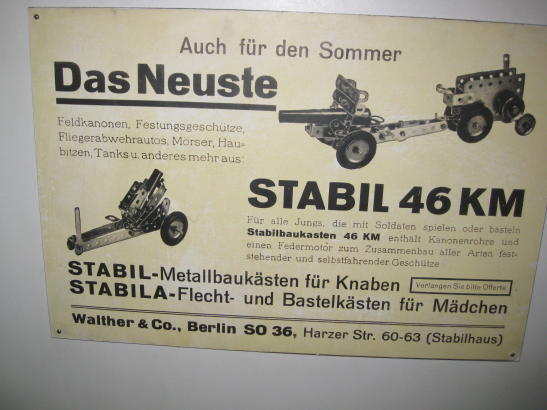 Auch für den Sommer
Das Neuste
Feldkanonen, Festungsgeschütze,
Fliegerabwehrautos, Mörser, Hau-
bitzen, Tanks u. anderes mehr aus:
STABIL 46 KM
Für alle Jungs, die mit Soldaten spielen oder basteln
Stabilbaukasten 46 KM enthält Kanonenrohre und
einen Federmotor zum Zusammenbau aller Arten fest-
stehender und selbstfahrender Geschütze
STABIL-Metallbaukästen für Knaben
Verlangen Sie bitte Offerte
STABILA-Flecht- und Bastelkästen für Mädchen
Walther & Co., Berlin SO 36, Harzer Str. 60-63 (Stabilhaus)